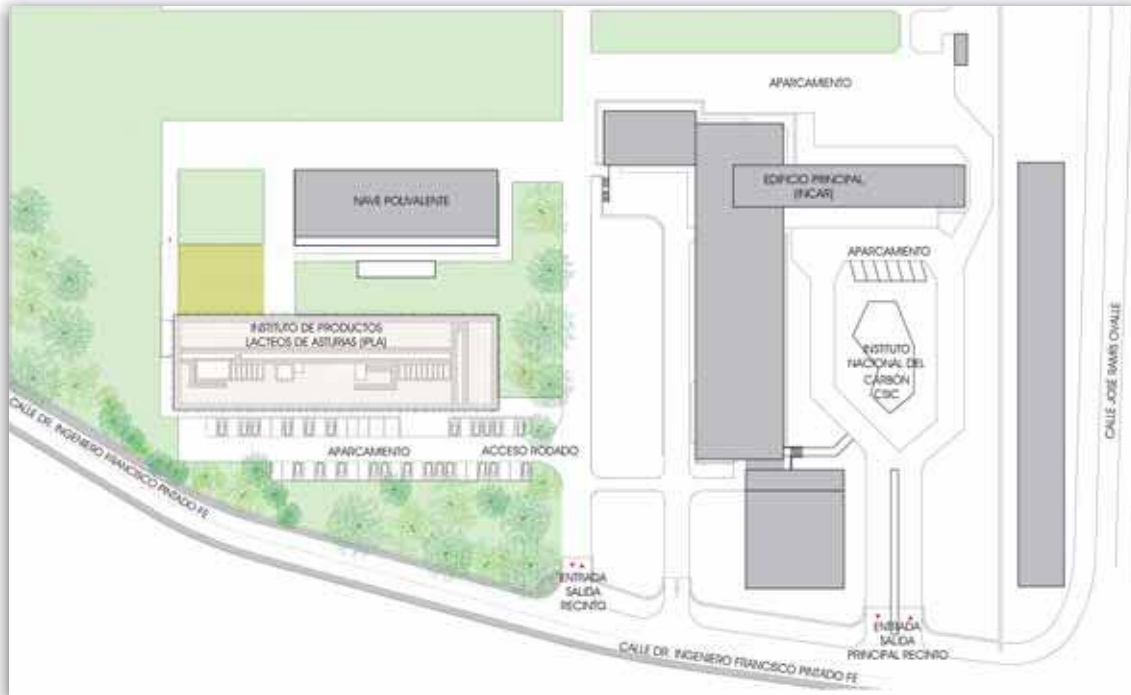 APARCAMIENTO
EDIFICIO PRINCIPAL
(INCAR)
NAVE POLIVALENTE
APARCAMIENTO
INSTITUTO DE PRODUCTOS
LACTEOS DE ASTURIAS (IPLA)
INSTITUTO
NACIONAL DEL
CARBÓN
CSIC
CALLE JOSÉ RAMÍS OVALLE
CALLE DR. INGENIERO FRANCISCO PINTADO FE
APARCAMIENTO
ACCESO RODADO
ENTRADA
SALIDA
RECINTO
ENTRADA
SALIDA
PRINCIPAL RECINTO
CALLE DR. INGENIERO FRANCISCO PINTADO FE